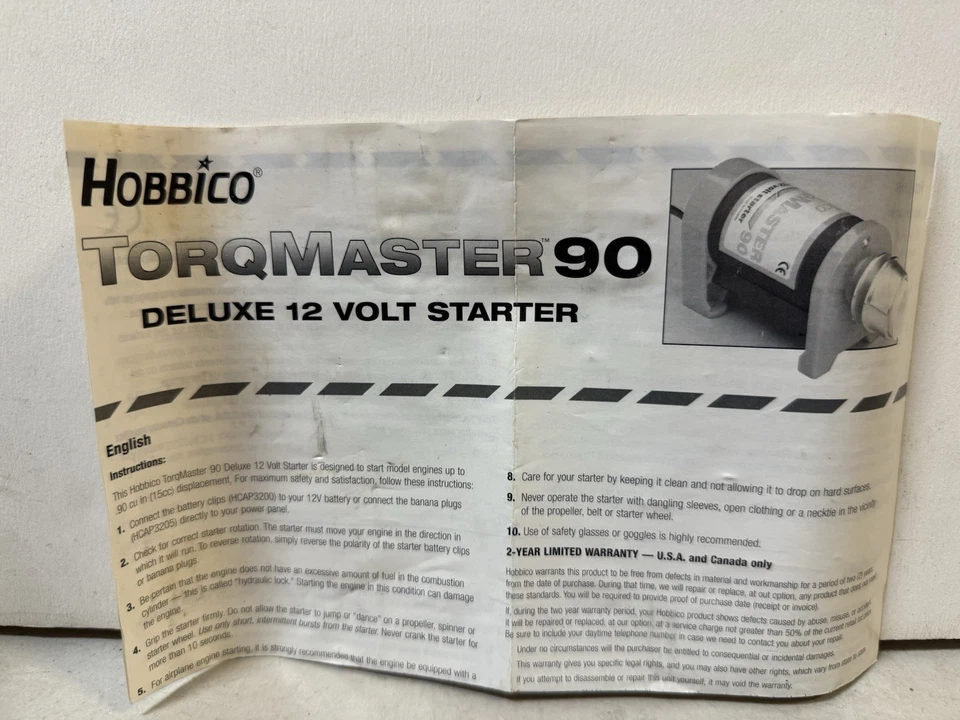 HOBBICO®
TORQMASTER™ 90
DELUXE 12 VOLT STARTER
volt starter
MASTER
90
CE
English
Instructions:
This Hobbico TorqMaster 90 Deluxe 12 Volt Starter is designed to start model engines up to
.90 cu in (15cc) displacement. For maximum safety and satisfaction, follow these instructions:
1. Connect the battery clips (HCAP3200) to your 12V battery or connect the banana plugs
(HCAP3205) directly to your power panel.
2. Check for correct starter rotation. The starter must move your engine in the direction in
which it will run. To reverse rotation, simply reverse the polarity of the starter battery clips
or banana plugs.
3. Be certain that the engine does not have an excessive amount of fuel in the combustion
cylinder — this is called "hydraulic lock." Starting the engine in this condition can damage
the engine.
4. Grip the starter firmly. Do not allow the starter to jump or "dance" on a propeller, spinner or
starter wheel. Use only short, intermittent bursts from the starter. Never crank the starter for
more than 10 seconds.
5. For airplane engine starting, it is strongly recommended that the engine be equipped with a
8. Care for your starter by keeping it clean and not allowing it to drop on hard surfaces.
9. Never operate the starter with dangling sleeves, open clothing or a necktie in the vicinity
of the propeller, belt or starter wheel.
10. Use of safety glasses or goggles is highly recommended.
2-YEAR LIMITED WARRANTY — U.S.A. and Canada only
Hobbico warrants this product to be free from defects in material and workmanship for a period of two (2) years
from the date of purchase. During that time, we will repair or replace, at our option, any product that does not meet
these standards. You will be required to provide proof of purchase date (receipt or invoice).
If, during the two year warranty period, your Hobbico product shows defects caused by abuse, misuse or accident,
it will be repaired or replaced, at our option, at a service charge not greater than 50% of the current retail list price.
Be sure to include your daytime telephone number in case we need to contact you about your repair.
Under no circumstances will the purchaser be entitled to consequential or incidental damages.
This warranty gives you specific legal rights, and you may also have other rights, which vary from state to state.
If you attempt to disassemble or repair this unit yourself, it may void the warranty.